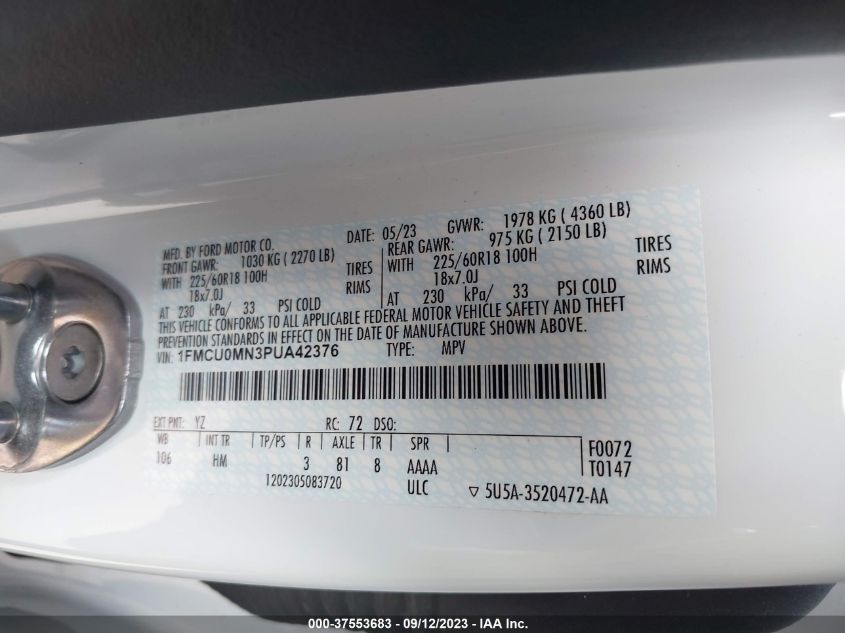 MFD. BY FORD MOTOR CO.
DATE: 05/23 GVWR: 1978 KG ( 4360 LB)
FRONT GAWR: 1030 KG ( 2270 LB) REAR GAWR: 975 KG ( 2150 LB)
WITH 225/60R18 100H TIRES WITH 225/60R18 100H TIRES
18x7.0J RIMS 18x7.0J RIMS
AT 230 kPa/ 33 PSI COLD AT 230 kPa/ 33 PSI COLD
THIS VEHICLE CONFORMS TO ALL APPLICABLE FEDERAL MOTOR VEHICLE SAFETY AND THEFT
PREVENTION STANDARDS IN EFFECT ON THE DATE OF MANUFACTURE SHOWN ABOVE.
VIN: 1FMCU0MN3PUA42376 TYPE: MPV
EXT PNT: YZ RC: 72 DSO:
WB INT TR TP/PS R AXLE TR SPR F0072
106 HM 3 81 8 AAAA T0147
1202305083720 ULC ▽ 5U5A-3520472-AA
000-37553683 - 09/12/2023 - IAA Inc.